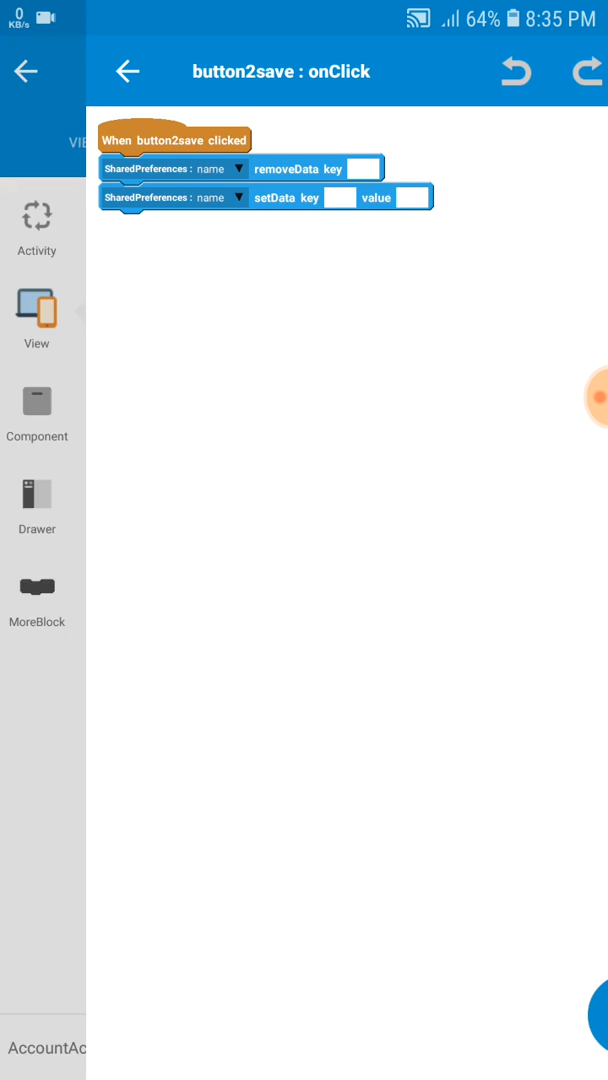 0
KB/s
64% 8:35 PM
button2save : onClick
VIE
When button2save clicked
SharedPreferences : name ▼ removeData key
SharedPreferences : name ▼ setData key value
Activity
View
Component
Drawer
MoreBlock
AccountAc